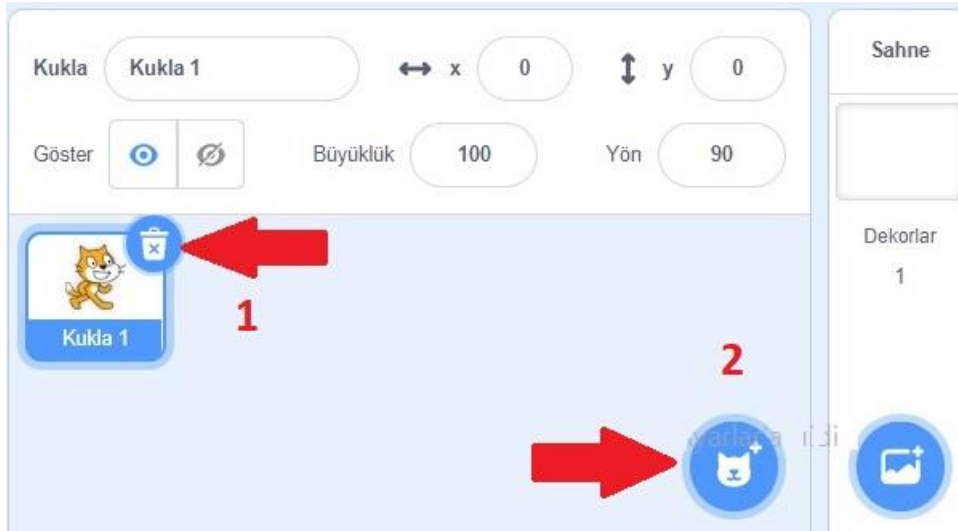 Kukla Kukla 1 x 0 y 0 Sahne
Göster Büyüklük 100 Yön 90
Dekorlar
1
1
Kukla 1
2